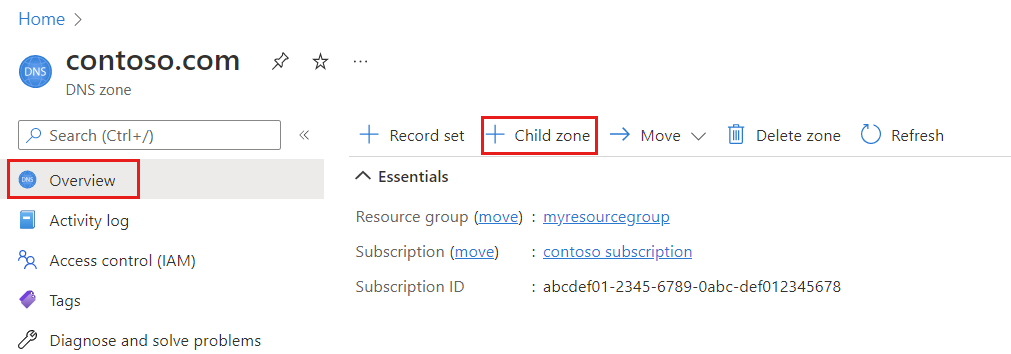 Home >
DNS
contoso.com ...
DNS zone
Search (Ctrl+/) «
+ Record set + Child zone → Move Delete zone Refresh
DNS Overview
Essentials
Activity log
Resource group (move) : myresourcegroup
Access control (IAM)
Subscription (move) : contoso subscription
Tags
Subscription ID : abcdef01-2345-6789-0abc-def012345678
Diagnose and solve problems